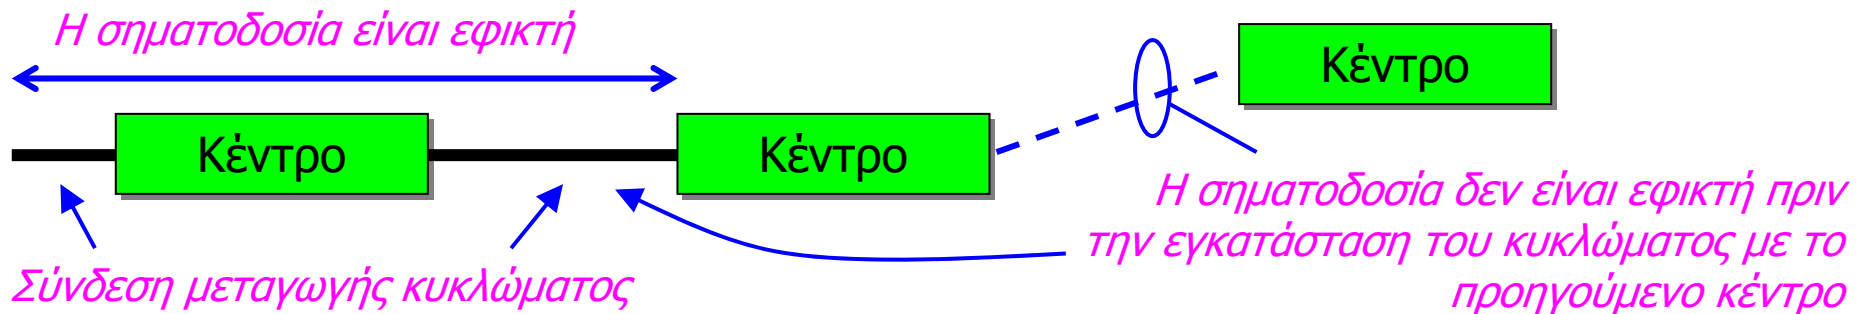 Η σηματοδοσία είναι εφικτή
Κέντρο
Κέντρο
Κέντρο
Η σηματοδοσία δεν είναι εφικτή πριν
την εγκατάσταση του κυκλώματος με το
προηγούμενο κέντρο
Σύνδεση μεταγωγής κυκλώματος